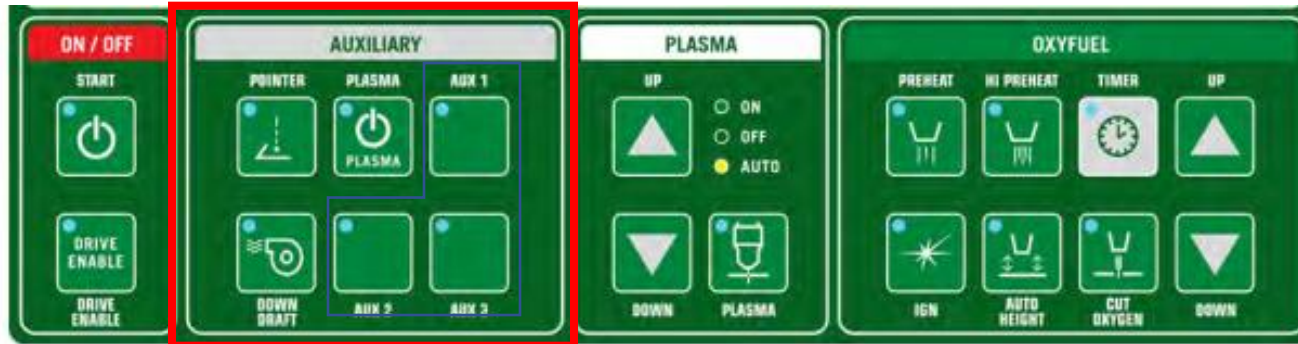 ON / OFF
START
DRIVE
ENABLE
DRIVE
ENABLE
AUXILIARY
POINTER PLASMA AUX 1
PLASMA
DOWN
DRAFT
AUX 2 AUX 3
PLASMA
UP
ON
OFF
AUTO
DOWN PLASMA
OXYFUEL
PREHEAT HI PREHEAT TIMER UP
IGN
AUTO
HEIGHT
CUT
OXYGEN
DOWN